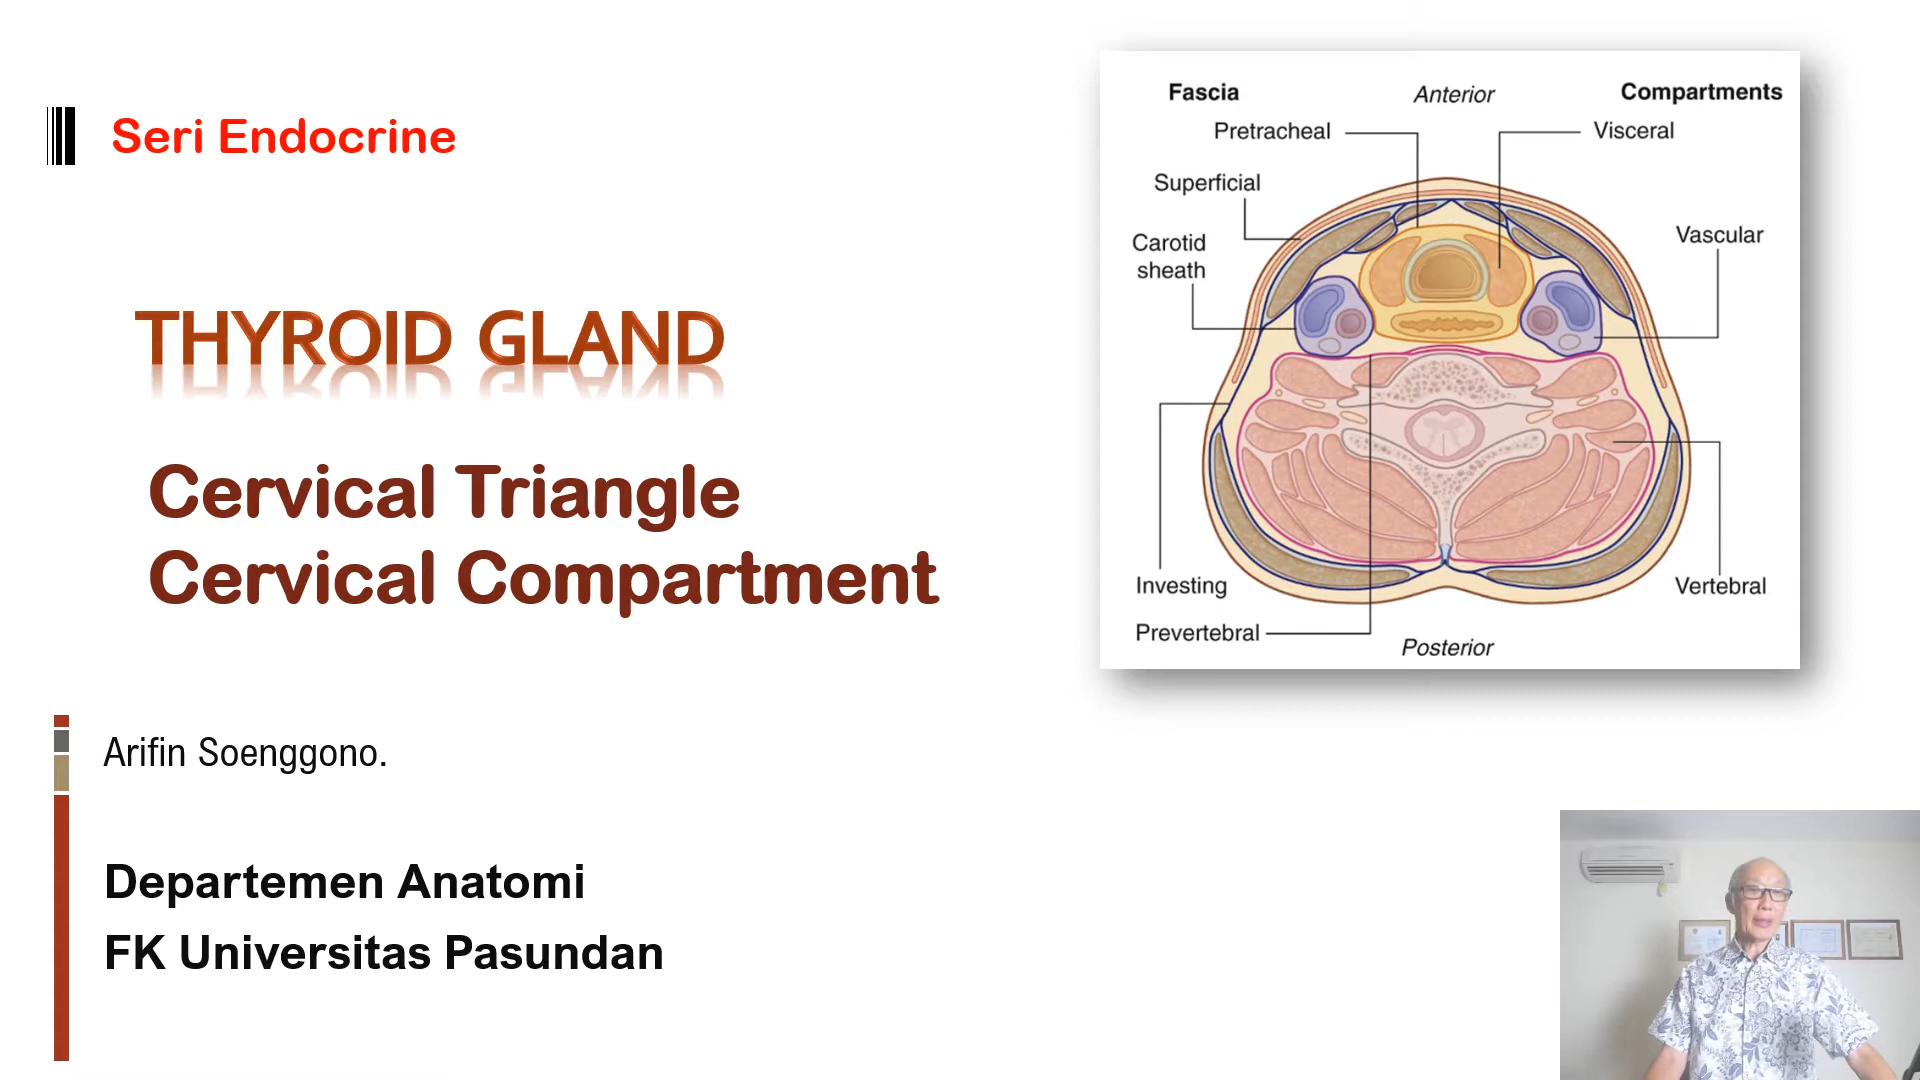 Seri Endocrine
THYROID GLAND
Cervical Triangle
Cervical Compartment
Arifin Soenggono.
Departemen Anatomi
FK Universitas Pasundan
Fascia
Anterior
Compartments
Pretracheal
Visceral
Superficial
Carotid
sheath
Vascular
Investing
Vertebral
Prevertebral
Posterior